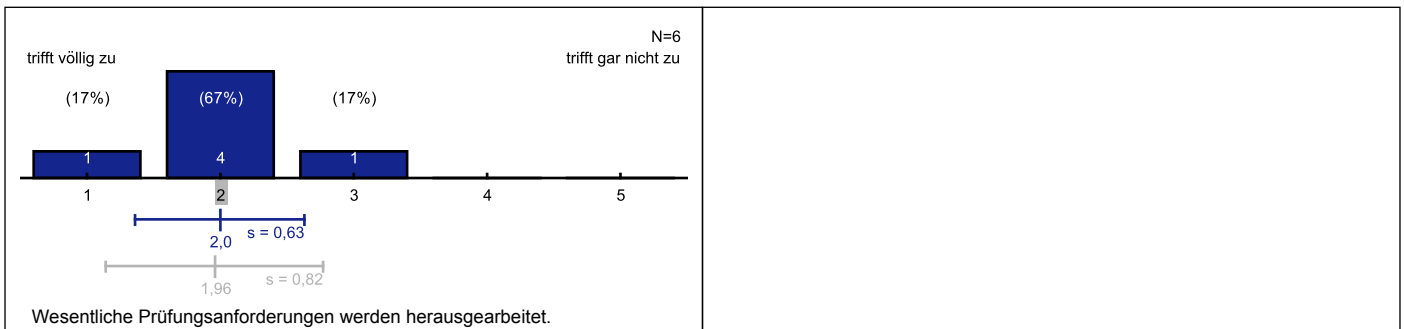 N=6
trifft völlig zu trifft gar nicht zu
(17%) (67%) (17%)
1 4 1
1 2 3 4 5
s = 0,63
2,0
s = 0,82
1,96
Wesentliche Prüfungsanforderungen werden herausgearbeitet.